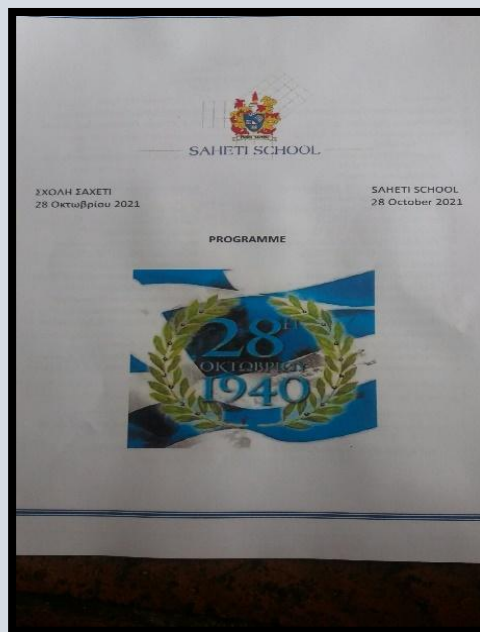 SAHETI SCHOOL
ΣΧΟΛΗ ΣΑΧΕΤΙ
28 Οκτωβρίου 2021
SAHETI SCHOOL
28 October 2021
PROGRAMME
28
ΟΚΤΩΒΡΙΟΥ
1940